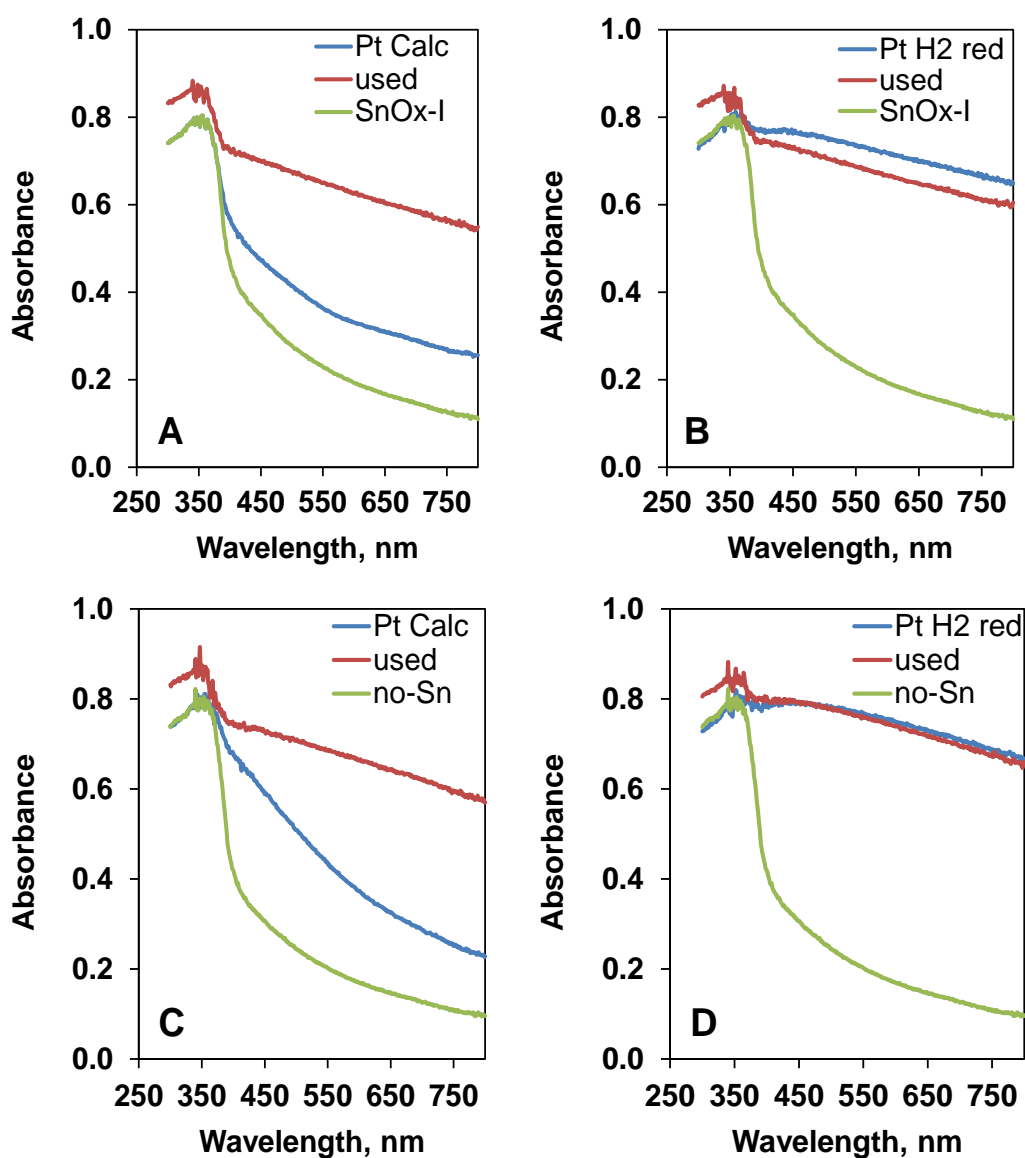 1.0
0.8
0.6
0.4
0.2
0.0
Absorbance
Pt Calc
used
SnOx-I
A
250 350 450 550 650 750
Wavelength, nm
1.0
0.8
0.6
0.4
0.2
0.0
Absorbance
Pt H2 red
used
SnOx-I
B
250 350 450 550 650 750
Wavelength, nm
1.0
0.8
0.6
0.4
0.2
0.0
Absorbance
Pt Calc
used
no-Sn
C
250 350 450 550 650 750
Wavelength, nm
1.0
0.8
0.6
0.4
0.2
0.0
Absorbance
Pt H2 red
used
no-Sn
D
250 350 450 550 650 750
Wavelength, nm